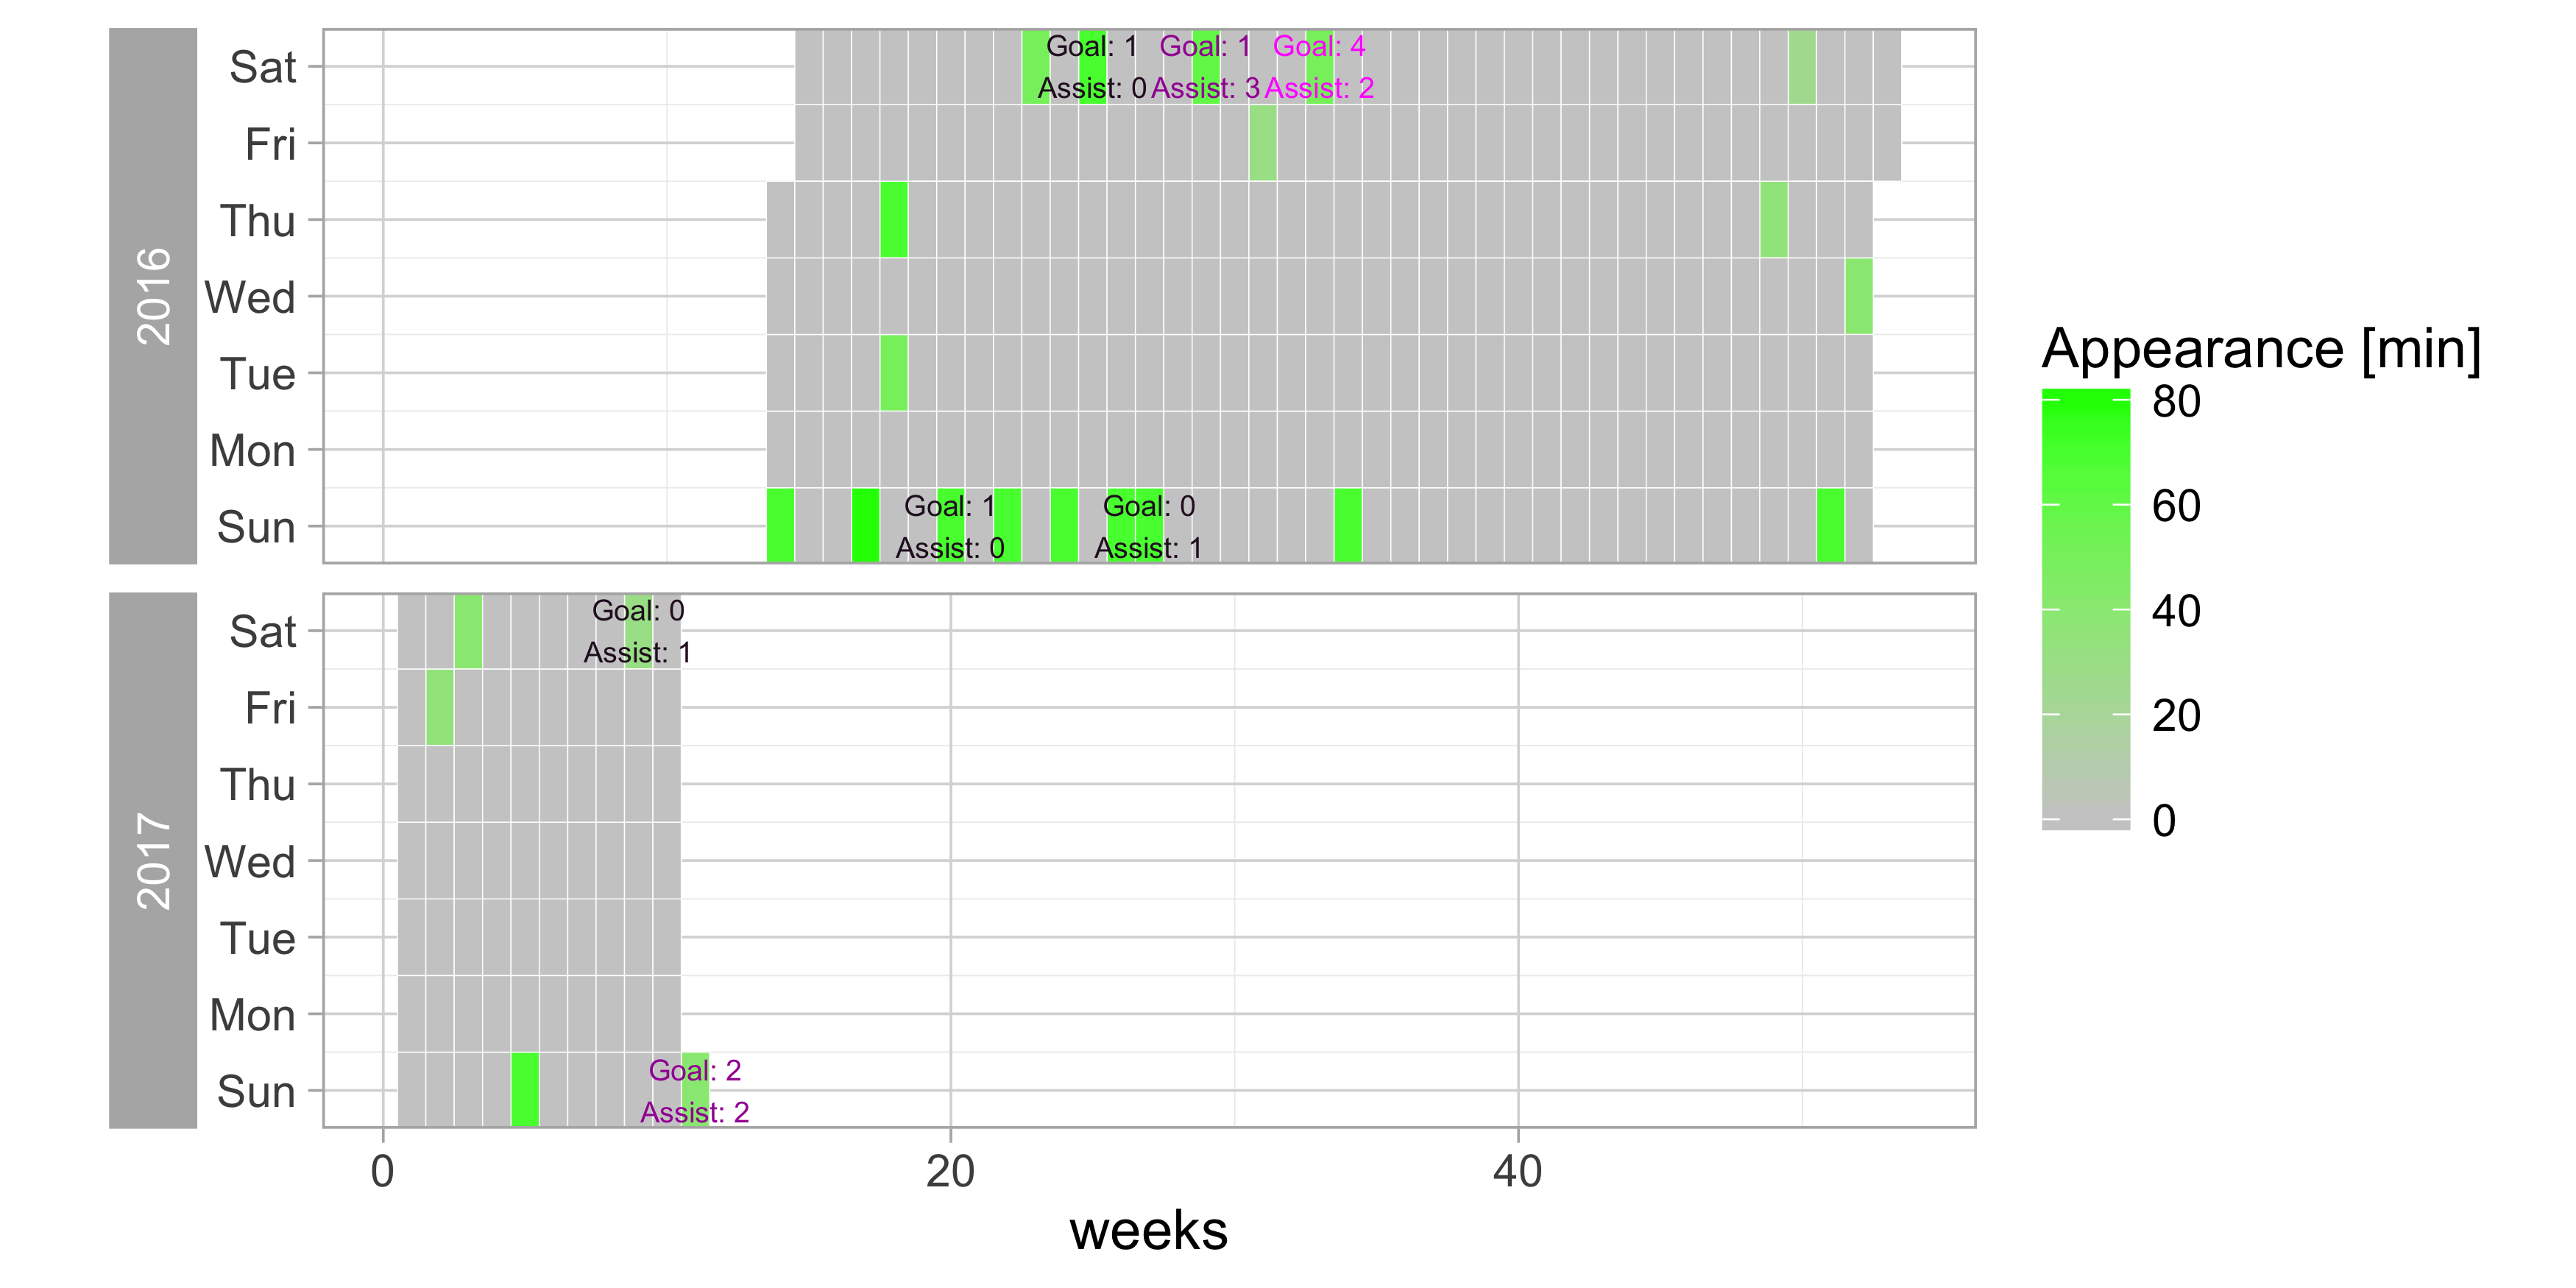 2016
Sat
Fri
Thu
Wed
Tue
Mon
Sun
Goal: 1 Goal: 1 Goal: 4
Assist: 0 Assist: 3 Assist: 2
Goal: 1 Goal: 0
Assist: 0 Assist: 1
2017
Sat
Fri
Thu
Wed
Tue
Mon
Sun
Goal: 0
Assist: 1
Goal: 2
Assist: 2
0 20 40
weeks
Appearance [min]
80
60
40
20
0